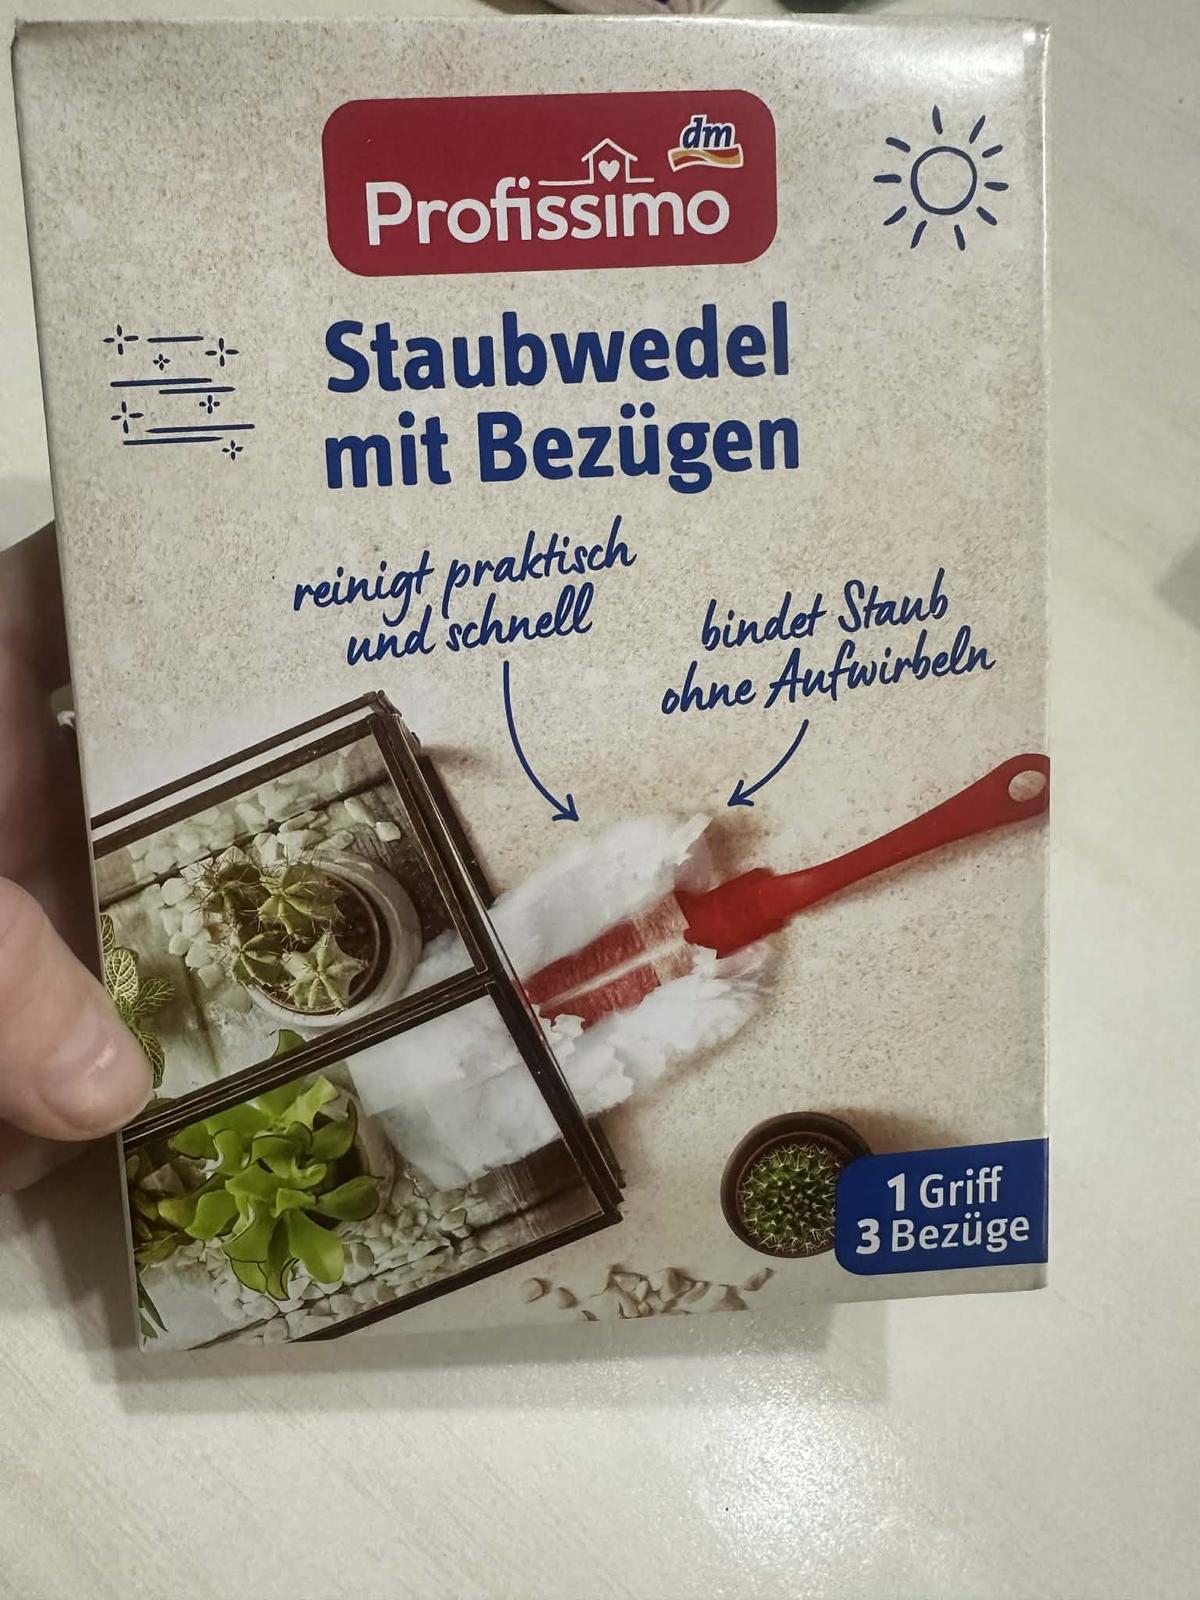 dm
Profissimo
Staubwedel
mit Bezügen
reinigt praktisch
und schnell
bindet Staub
ohne Aufwirbeln
1 Griff
3 Bezüge